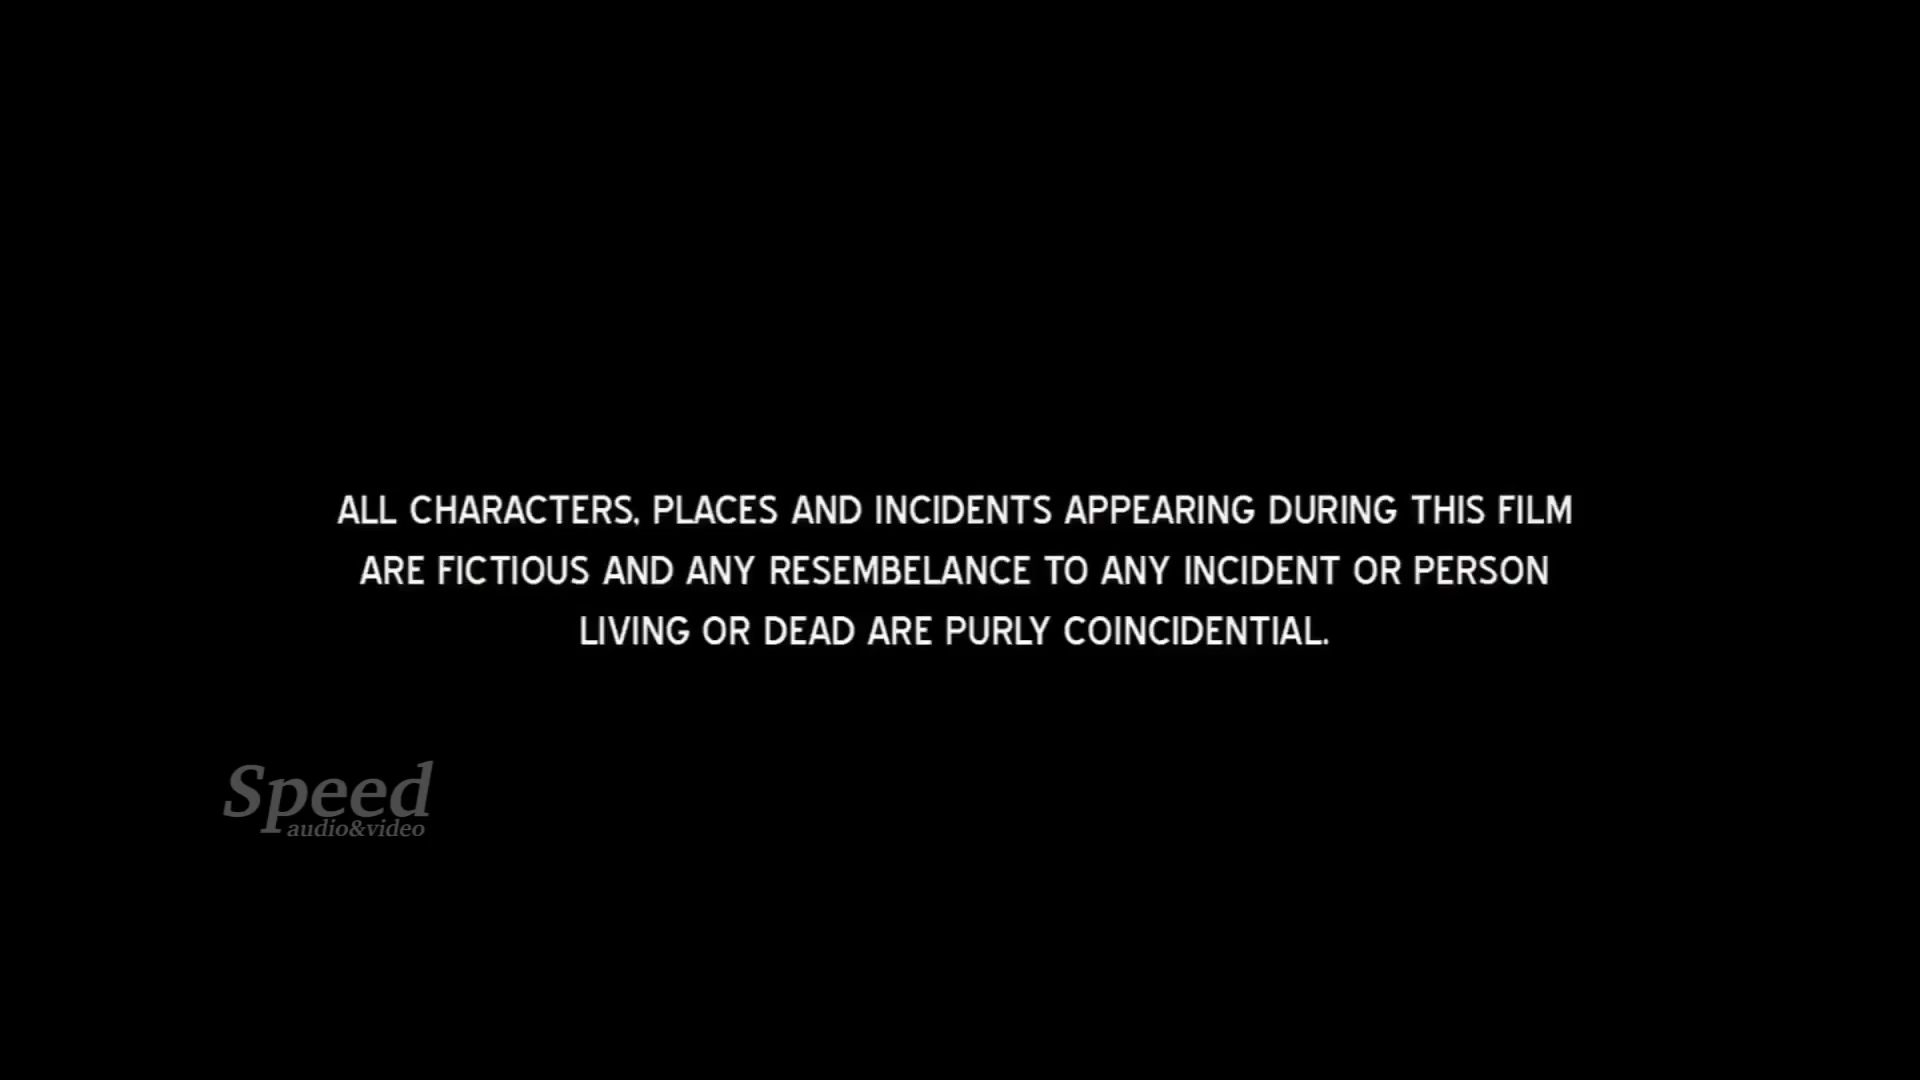 ALL CHARACTERS, PLACES AND INCIDENTS APPEARING DURING THIS FILM
ARE FICTIOUS AND ANY RESEMBELANCE TO ANY INCIDENT OR PERSON
LIVING OR DEAD ARE PURLY COINCIDENTIAL.
Speed
audio&video